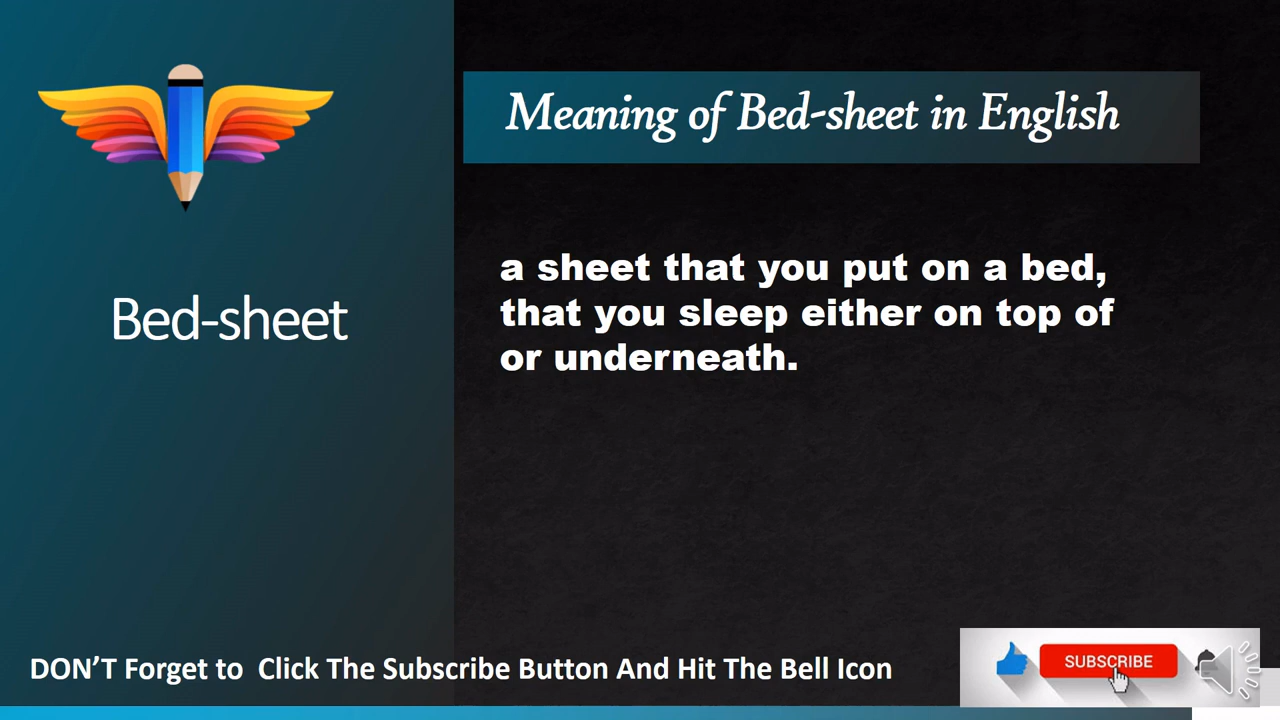 Meaning of Bed-sheet in English
Bed-sheet
a sheet that you put on a bed,
that you sleep either on top of
or underneath.
DON’T Forget to  Click The Subscribe Button And Hit The Bell Icon
SUBSCRIBE